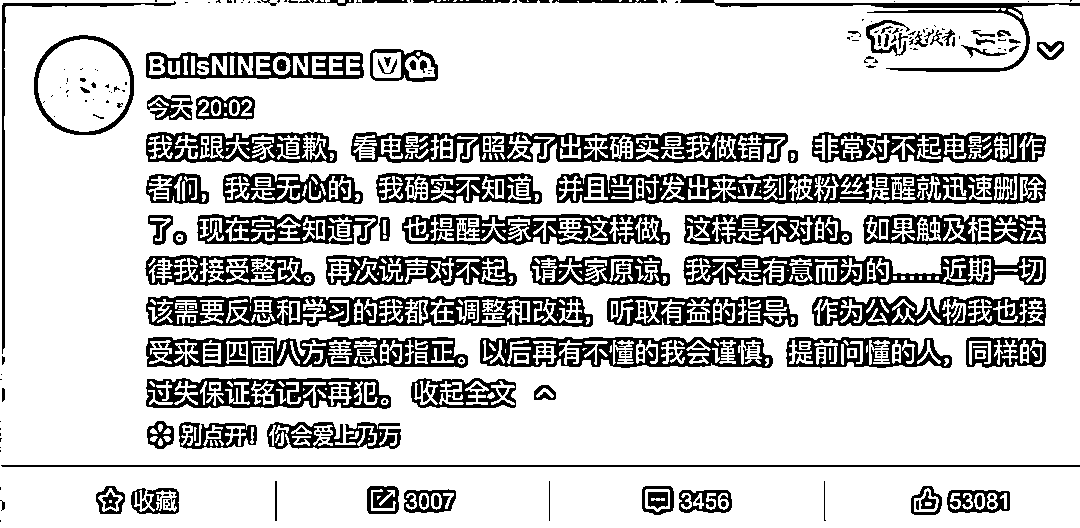 BullsNINEONEEE
今天 20:02
我先跟大家道歉，看电影拍了照发了出来确实是我做错了，非常对不起电影制作
者们，我是无心的，我确实不知道，并且当时发出来立刻被粉丝提醒就迅速删除
了。现在完全知道了！也提醒大家不要这样做，这样是不对的。如果触及相关法
律我接受整改。再次说声对不起，请大家原谅，我不是有意而为的......近期一切
该需要反思和学习的我都在调整和改进，听取有益的指导，作为公众人物我也接
受来自四面八方善意的指正。以后再有不懂的我会谨慎，提前问懂的人，同样的
过失保证铭记不再犯。 收起全文
别点开！你会爱上乃万
收藏 3007 3456 53081